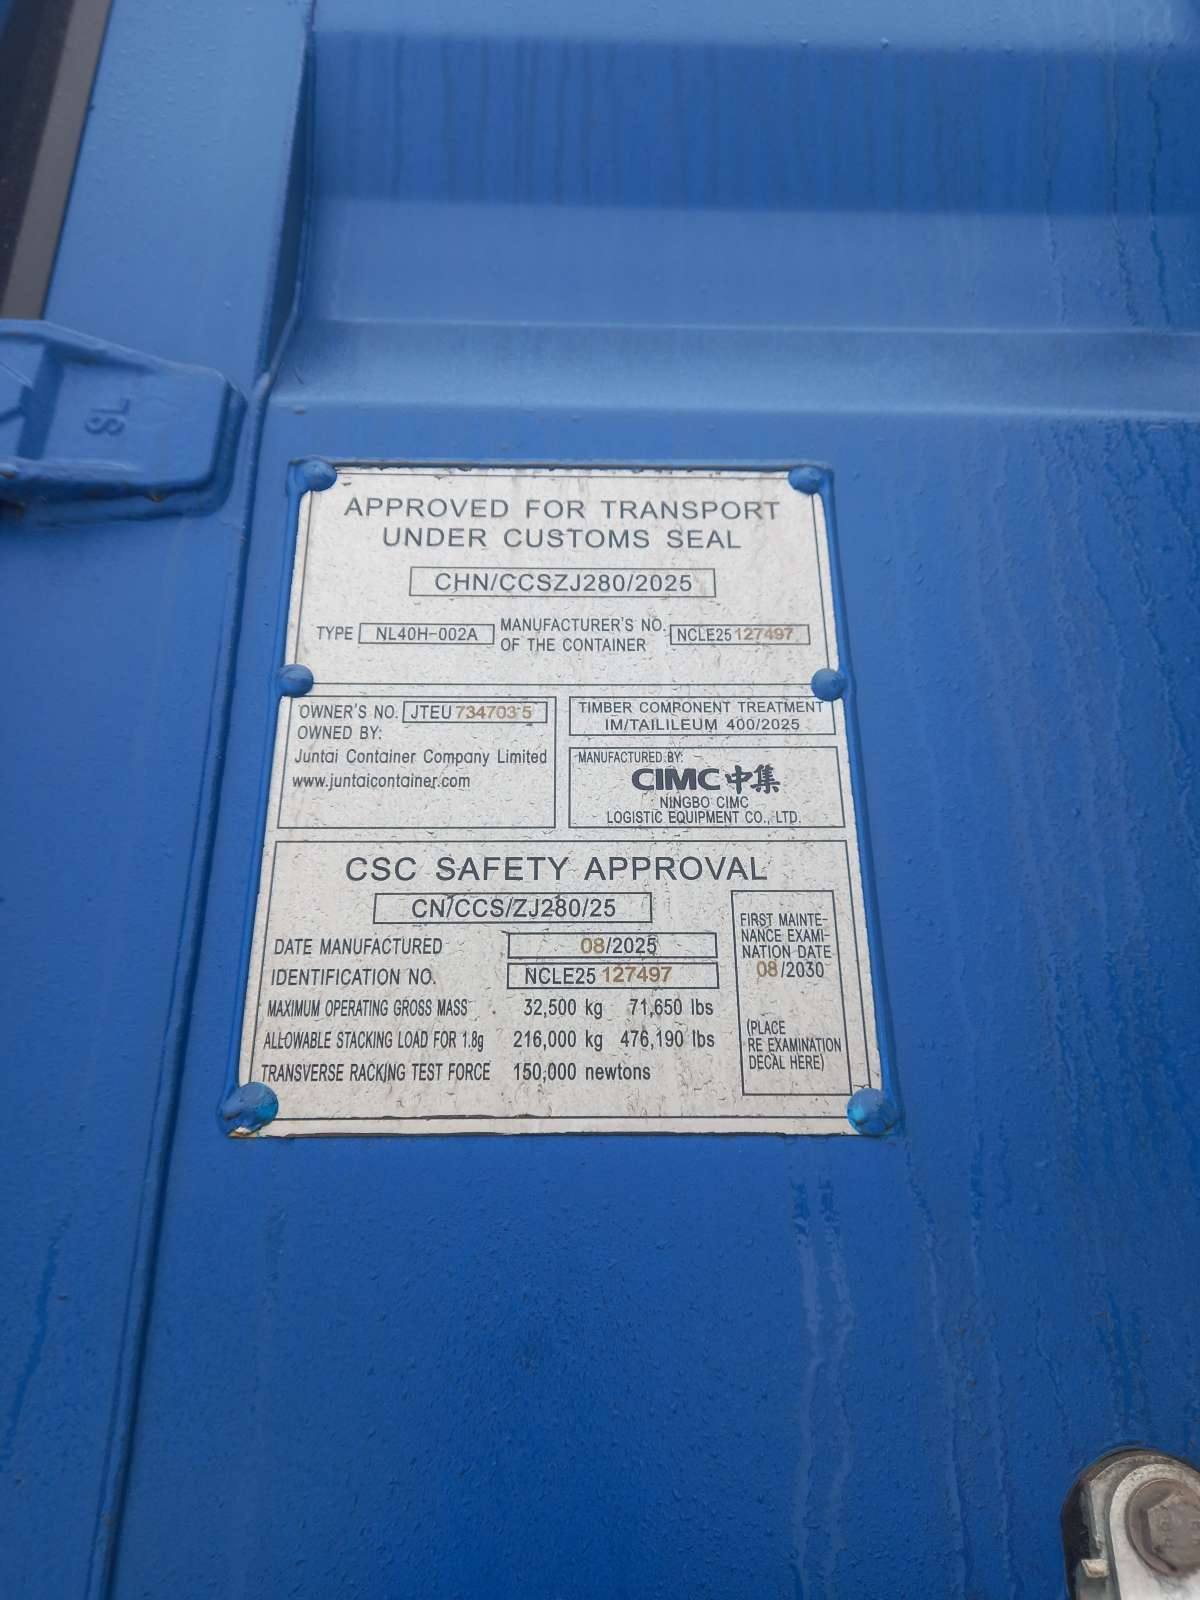 SL
APPROVED FOR TRANSPORT
UNDER CUSTOMS SEAL
CHN/CCSZJ280/2025
TYPE NL40H-002A MANUFACTURER'S NO. OF THE CONTAINER NCLE25 127497
OWNER'S NO. JTEU 734703 5
OWNED BY:
Juntai Container Company Limited
www.juntaicontainer.com
TIMBER COMPONENT TREATMENT
IM/TAILILEUM 400/2025
MANUFACTURED BY:
CIMC 中集
NINGBO CIMC
LOGISTIC EQUIPMENT CO., LTD.
CSC SAFETY APPROVAL
CN/CCS/ZJ280/25
DATE MANUFACTURED 08/2025
IDENTIFICATION NO. NCLE25 127497
MAXIMUM OPERATING GROSS MASS 32,500 kg 71,650 lbs
ALLOWABLE STACKING LOAD FOR 1.8g 216,000 kg 476,190 lbs
TRANSVERSE RACKING TEST FORCE 150,000 newtons
FIRST MAINTE-
NANCE EXAMI-
NATION DATE
08/2030
(PLACE
RE EXAMINATION
DECAL HERE)